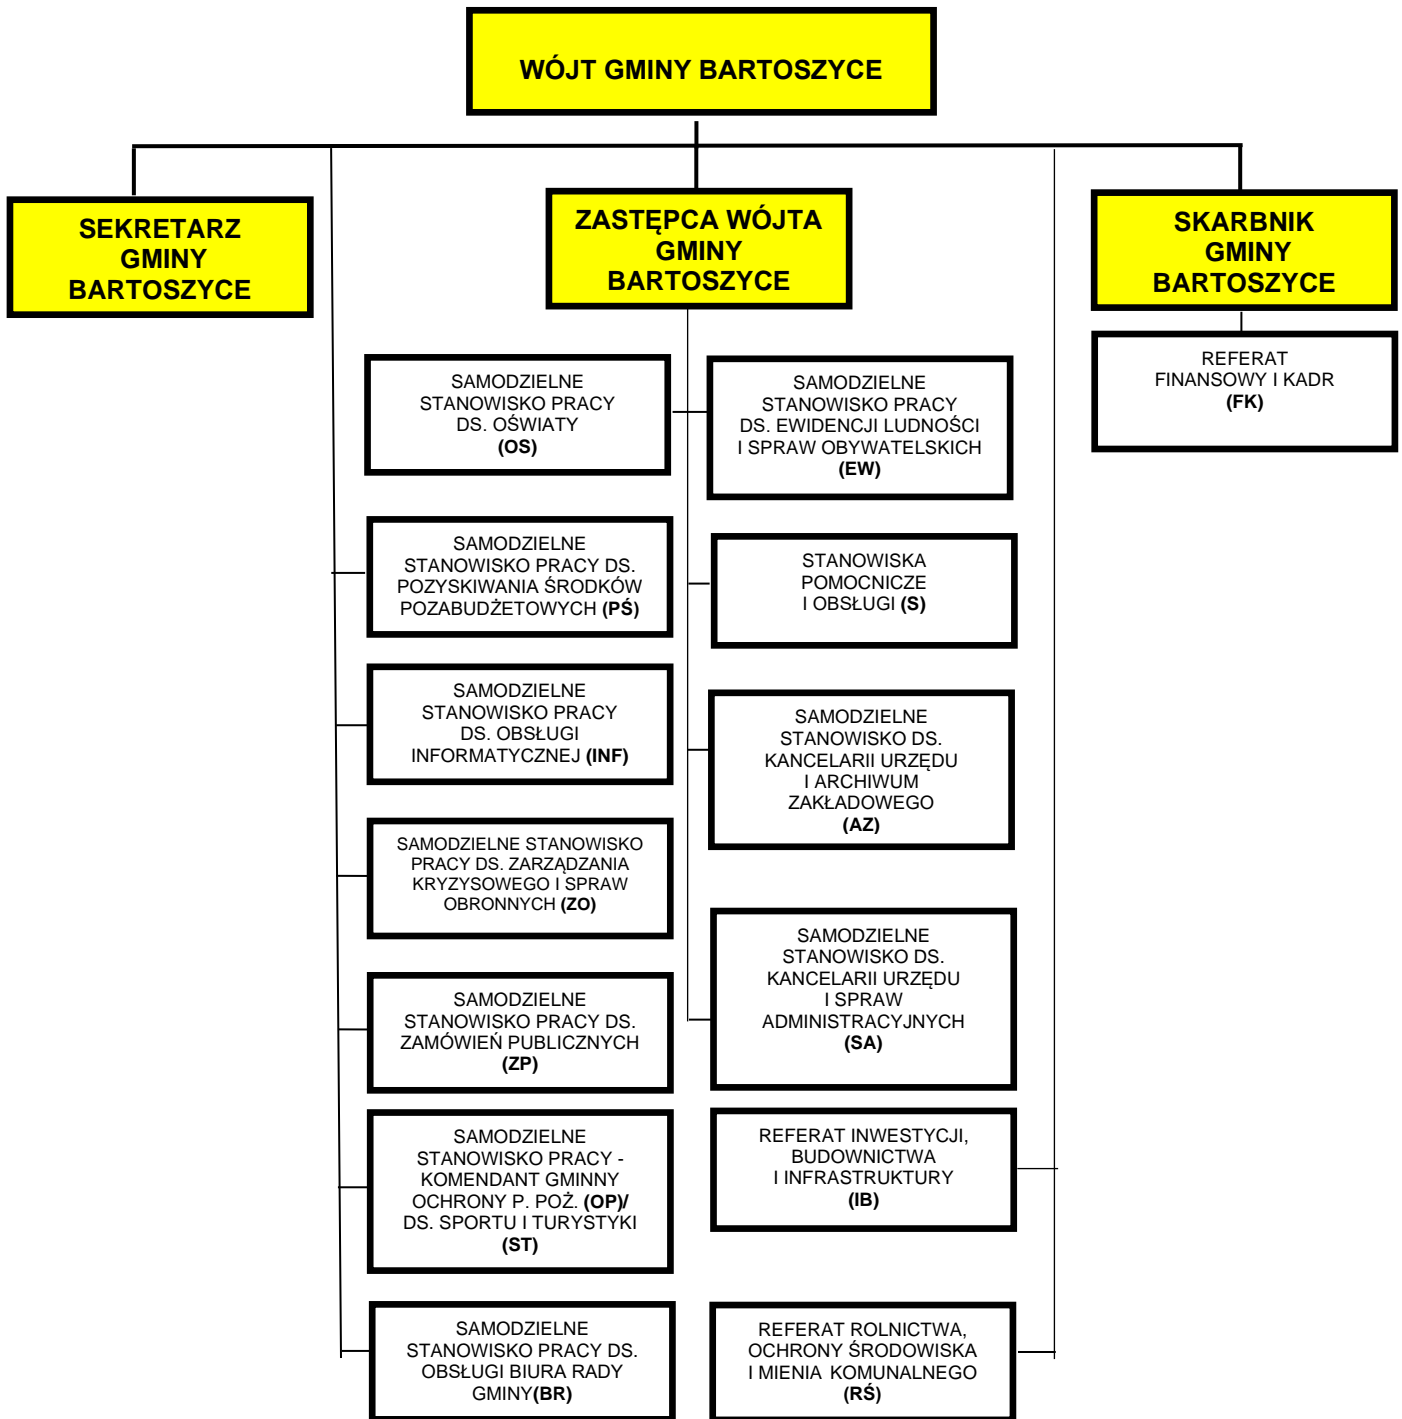 WÓJT GMINY BARTOSZYCE
SEKRETARZ
GMINY
BARTOSZYCE
ZASTĘPCA WÓJTA
GMINY
BARTOSZYCE
SKARBNIK
GMINY
BARTOSZYCE
REFERAT
FINANSOWY I KADR
(FK)
SAMODZIELNE
STANOWISKO PRACY
DS. OŚWIATY
(OS)
SAMODZIELNE
STANOWISKO PRACY
DS. EWIDENCJI LUDNOŚCI
I SPRAW OBYWATELSKICH
(EW)
SAMODZIELNE
STANOWISKO PRACY DS.
POZYSKIWANIA ŚRODKÓW
POZABUDŻETOWYCH (PŚ)
STANOWISKA
POMOCNICZE
I OBSŁUGI (S)
SAMODZIELNE
STANOWISKO PRACY
DS. OBSŁUGI
INFORMATYCZNEJ (INF)
SAMODZIELNE
STANOWISKO DS.
KANCELARII URZĘDU
I ARCHIWUM
ZAKŁADOWEGO
(AZ)
SAMODZIELNE STANOWISKO
PRACY DS. ZARZĄDZANIA
KRYZYSOWEGO I SPRAW
OBRONNYCH (ZO)
SAMODZIELNE
STANOWISKO DS.
KANCELARII URZĘDU
I SPRAW
ADMINISTRACYJNYCH
(SA)
SAMODZIELNE
STANOWISKO PRACY DS.
ZAMÓWIEŃ PUBLICZNYCH
(ZP)
SAMODZIELNE
STANOWISKO PRACY -
KOMENDANT GMINNY
OCHRONY P. POŻ. (OP)/
DS. SPORTU I TURYSTYKI
(ST)
REFERAT INWESTYCJI,
BUDOWNICTWA
I INFRASTRUKTURY
(IB)
SAMODZIELNE
STANOWISKO PRACY DS.
OBSŁUGI BIURA RADY
GMINY(BR)
REFERAT ROLNICTWA,
OCHRONY ŚRODOWISKA
I MIENIA KOMUNALNEGO
(RŚ)